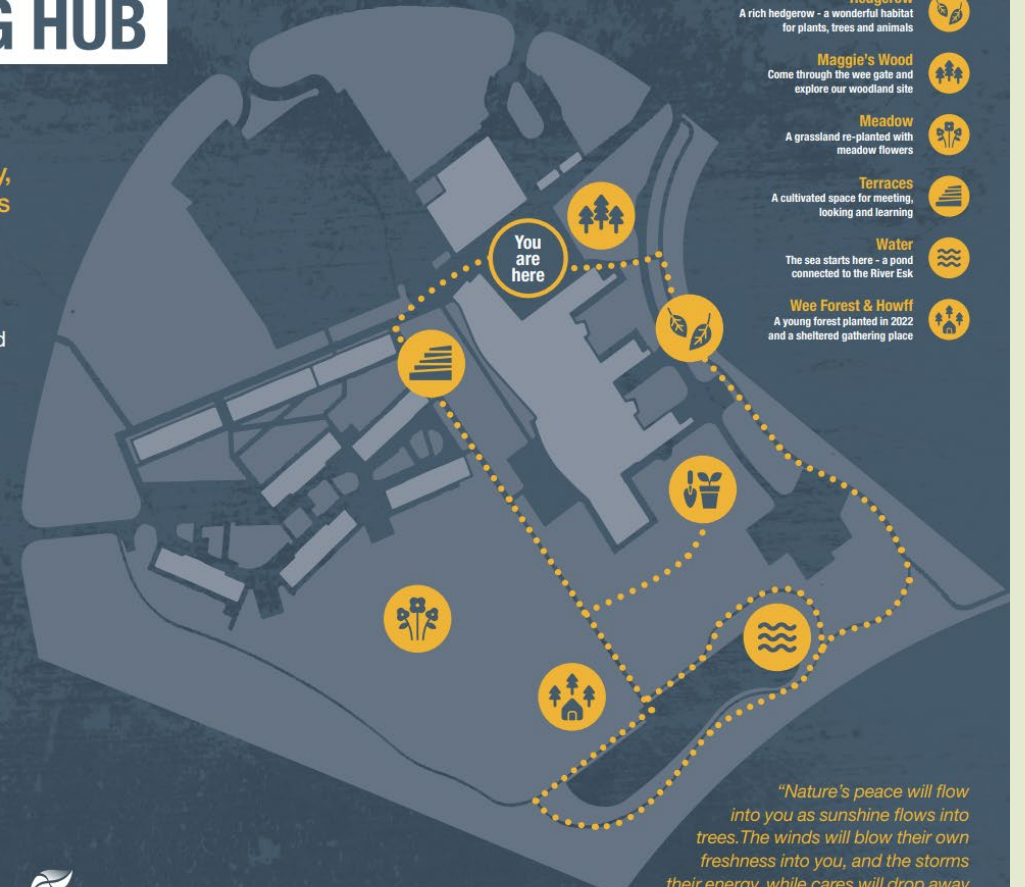 G HUB
y,
s
d
You
are
here
Hedgerow
A rich hedgerow - a wonderful habitat
for plants, trees and animals
Maggie's Wood
Come through the wee gate and
explore our woodland site
Meadow
A grassland re-planted with
meadow flowers
Terraces
A cultivated space for meeting,
looking and learning
Water
The sea starts here - a pond
connected to the River Esk
Wee Forest & Howff
A young forest planted in 2022
and a sheltered gathering place
"Nature's peace will flow
into you as sunshine flows into
trees.The winds will blow their own
freshness into you, and the storms
their energy, while cares will drop away